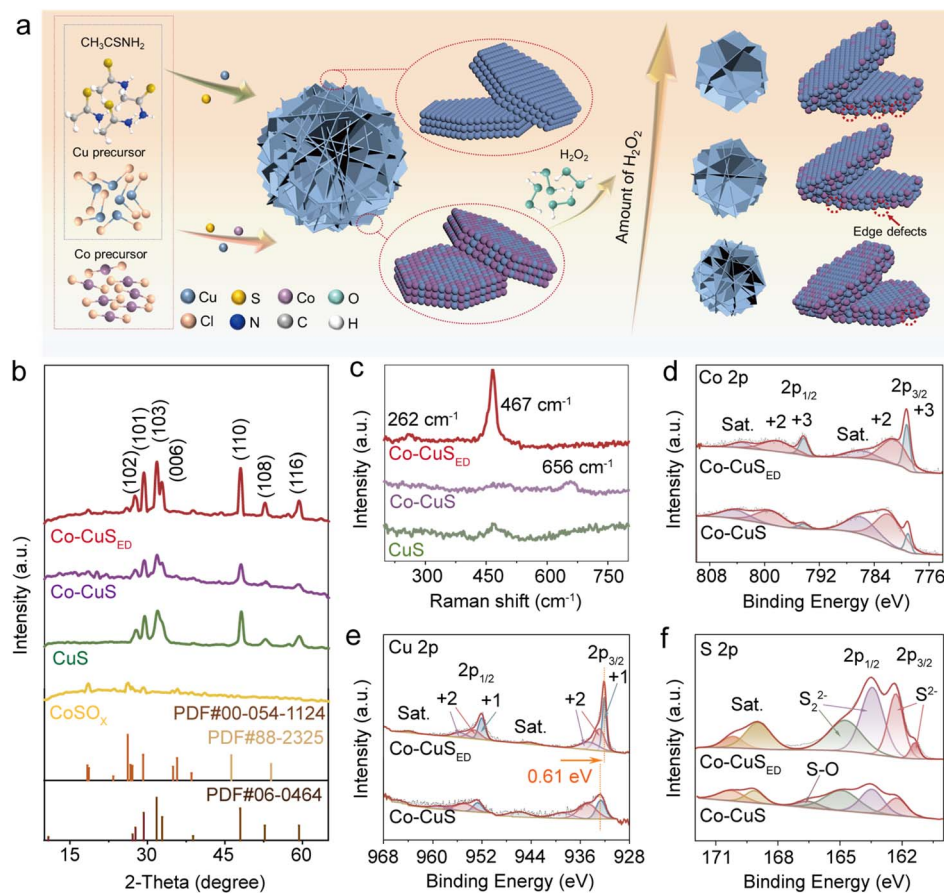 a
CH3CSNH2
Cu precursor
Co precursor
Cu S Co O
Cl N C H
H2O2
Amount of H2O2
Edge defects
b
Intensity (a.u.)
(102)
(101)
(103)
(006)
(110)
(108)
(116)
Co-CuSED
Co-CuS
CuS
CoSOX
PDF#00-054-1124
PDF#88-2325
PDF#06-0464
15 30 45 60
2-Theta (degree)
c
Intensity (a.u.)
262 cm-1
467 cm-1
656 cm-1
Co-CuSED
Co-CuS
CuS
300 450 600 750
Raman shift (cm-1)
d
Co 2p
Intensity (a.u.)
2p1/2
2p3/2
Sat. +2 +3 Sat. +2 +3
Co-CuSED
Co-CuS
808 800 792 784 776
Binding Energy (eV)
e
Cu 2p
Intensity (a.u.)
2p1/2
2p3/2
Sat. +2 +1 Sat. +2 +1
Co-CuSED
0.61 eV
Co-CuS
968 960 952 944 936 928
Binding Energy (eV)
f
S 2p
Intensity (a.u.)
2p1/2 2p3/2
Sat. S22- S2-
Co-CuSED
S-O
Co-CuS
171 168 165 162
Binding Energy (eV)